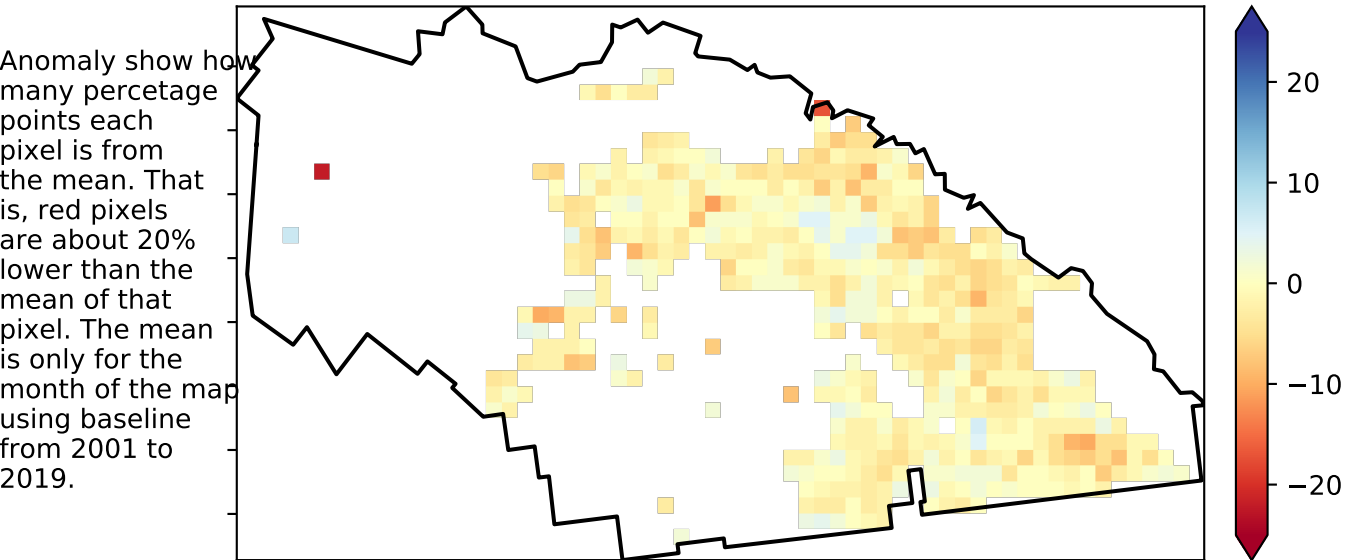 Anomaly show how
many percetage
points each
pixel is from
the mean. That
is, red pixels
are about 20%
lower than the
mean of that
pixel. The mean
is only for the
month of the map
using baseline
from 2001 to
2019.
20
10
0
−10
−20